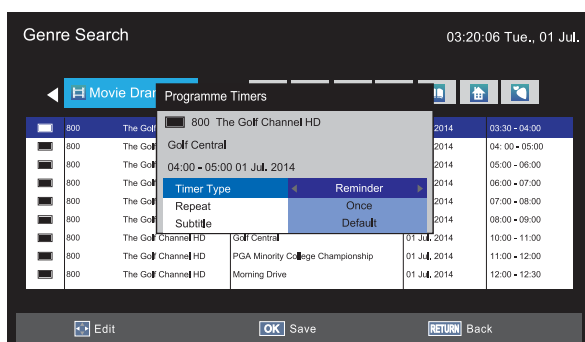 Genre Search 03:20:06 Tue., 01 Jul.
Movie Drama
Programme Timers
800 The Golf Channel HD
Golf Central
04:00 - 05:00 01 Jul. 2014
Timer Type Reminder
Repeat Once
Subtitle Default
800 The Golf 2014 03:30 - 04:00
800 The Golf 2014 04: 00 - 05:00
800 The Golf 2014 05:00 - 06:00
800 The Golf 2014 06:00 - 07:00
800 The Golf 2014 07:00 - 08:00
800 The Golf 2014 08:00 - 09:00
800 The Golf Channel HD Golf Central 01 Jul. 2014 10:00 - 11:00
800 The Golf Channel HD PGA Minority College Championship 01 Jul. 2014 11:00 - 12:00
800 The Golf Channel HD Morning Drive 01 Jul. 2014 12:00 - 12:30
Edit OK Save RETURN Back